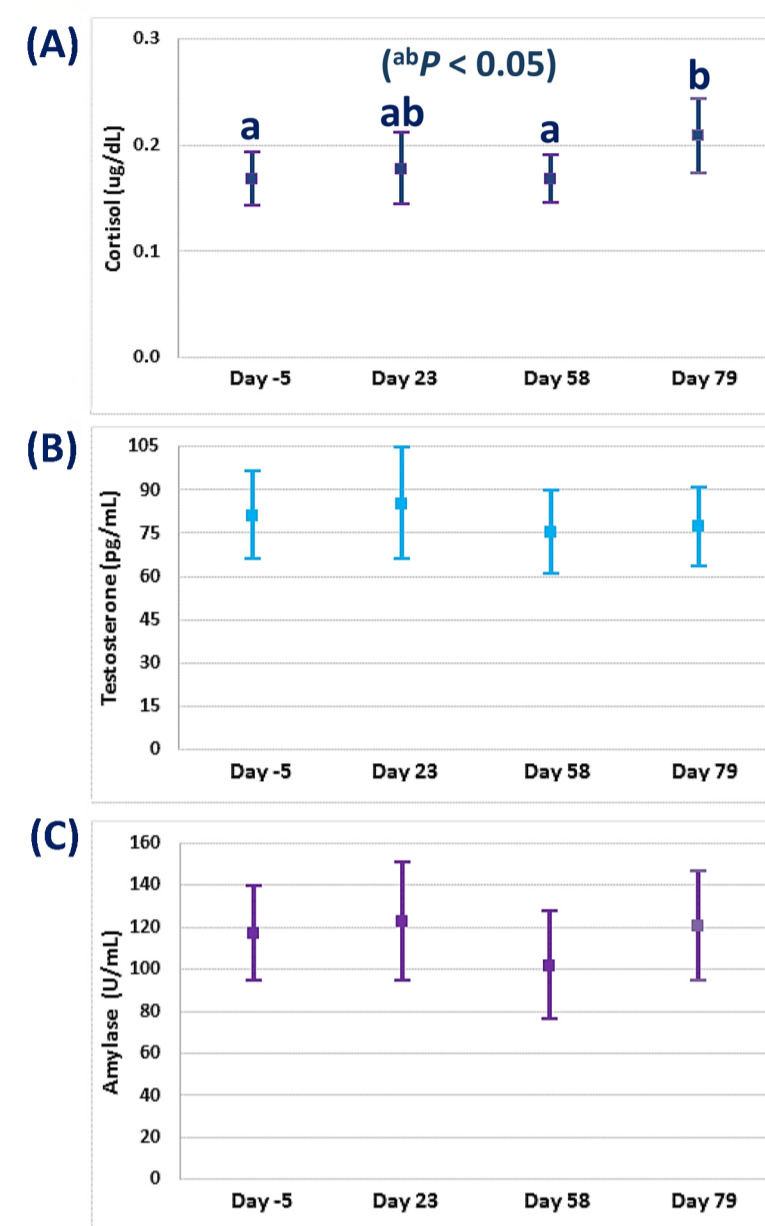 (A)
0.3
(ᵃᵇP < 0.05)
b
ab
a
a
0.2
0.1
0.0
Cortisol (ug/dL)
Day -5 Day 23 Day 58 Day 79
(B)
105
90
75
60
45
30
15
0
Testosterone (pg/mL)
Day -5 Day 23 Day 58 Day 79
(C)
160
140
120
100
80
60
40
20
0
Amylase (U/mL)
Day -5 Day 23 Day 58 Day 79